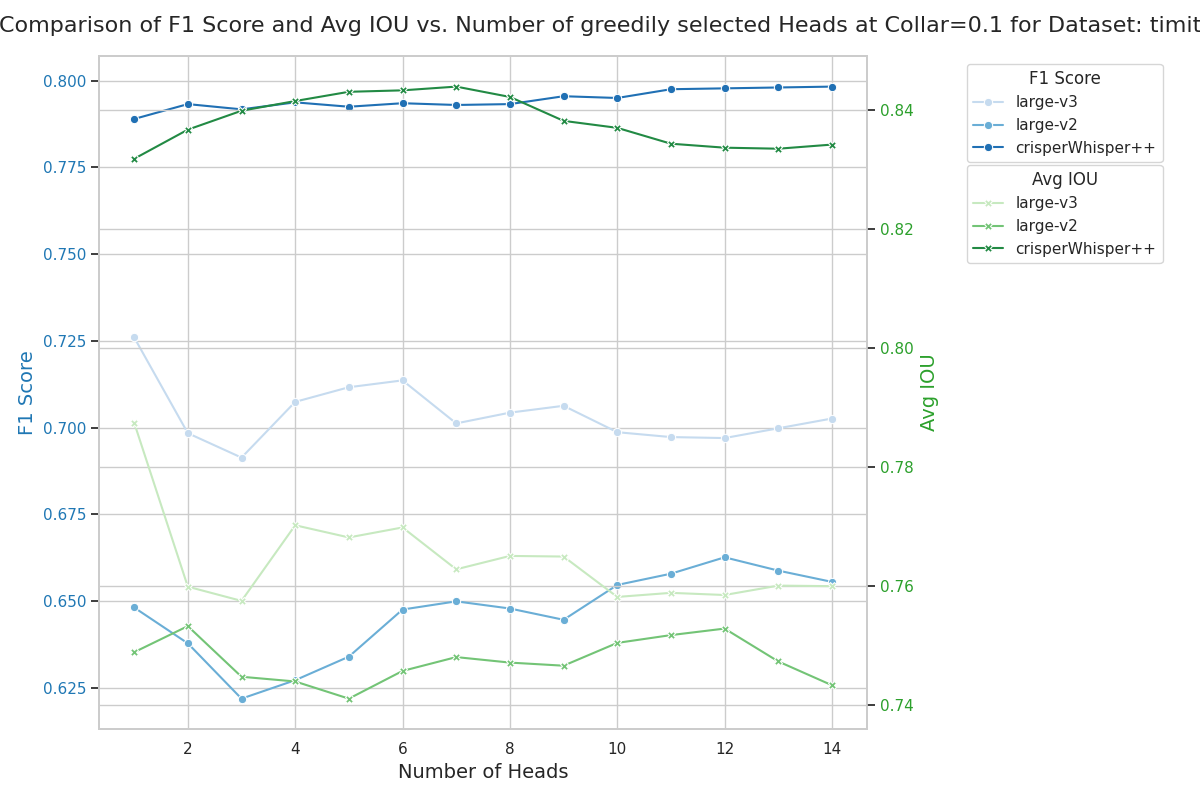 Comparison of F1 Score and Avg IOU vs. Number of greedily selected Heads at Collar=0.1 for Dataset: timit
F1 Score
0.800
0.775
0.750
0.725
0.700
0.675
0.650
0.625
2 4 6 8 10 12 14
Number of Heads
0.84
0.82
0.80
0.78
0.76
0.74
Avg IOU
F1 Score
large-v3
large-v2
crisperWhisper++
Avg IOU
large-v3
large-v2
crisperWhisper++